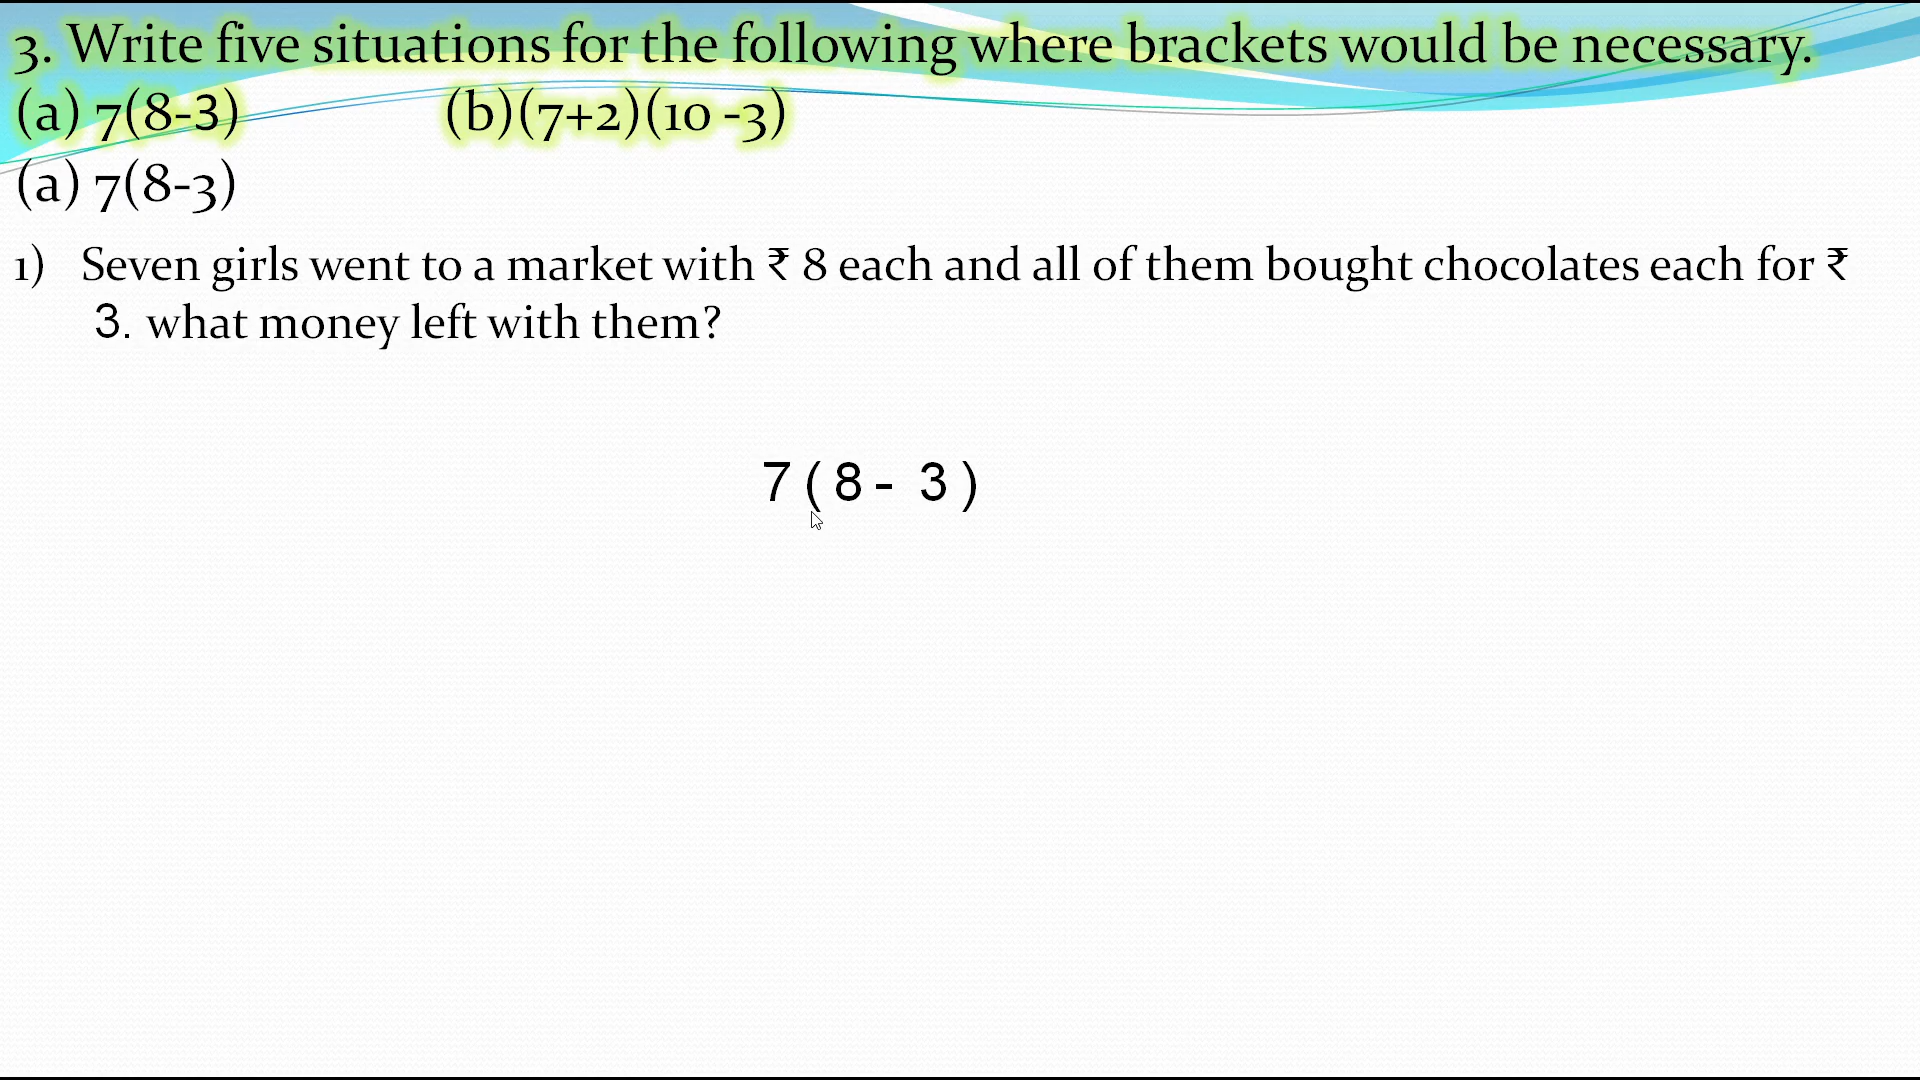 3. Write five situations for the following where brackets would be necessary.
(a) 7(8-3) (b)(7+2)(10 -3)
(a) 7(8-3)
1) Seven girls went to a market with ₹ 8 each and all of them bought chocolates each for ₹
3. what money left with them?
7 ( 8 - 3 )